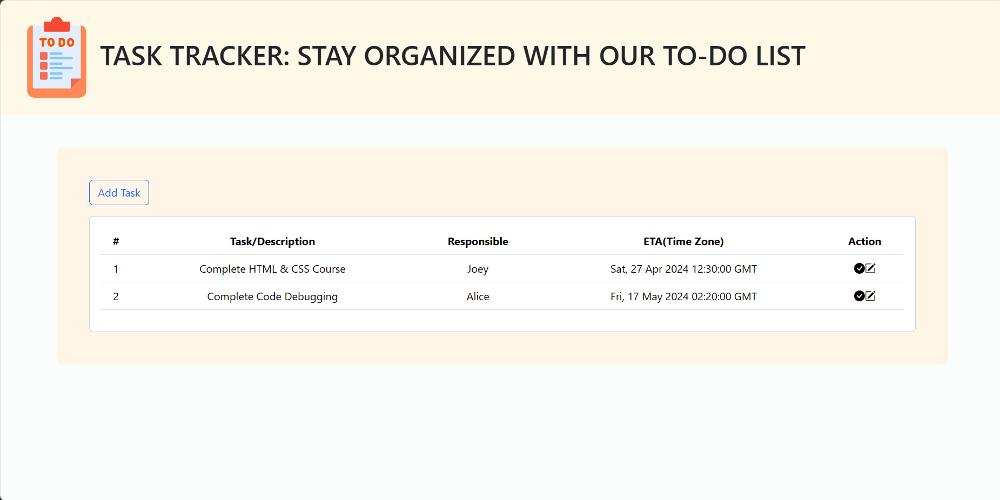 TO DO
TASK TRACKER: STAY ORGANIZED WITH OUR TO-DO LIST
Add Task
# Task/Description Responsible ETA(Time Zone) Action
1 Complete HTML & CSS Course Joey Sat, 27 Apr 2024 12:30:00 GMT
2 Complete Code Debugging Alice Fri, 17 May 2024 02:20:00 GMT